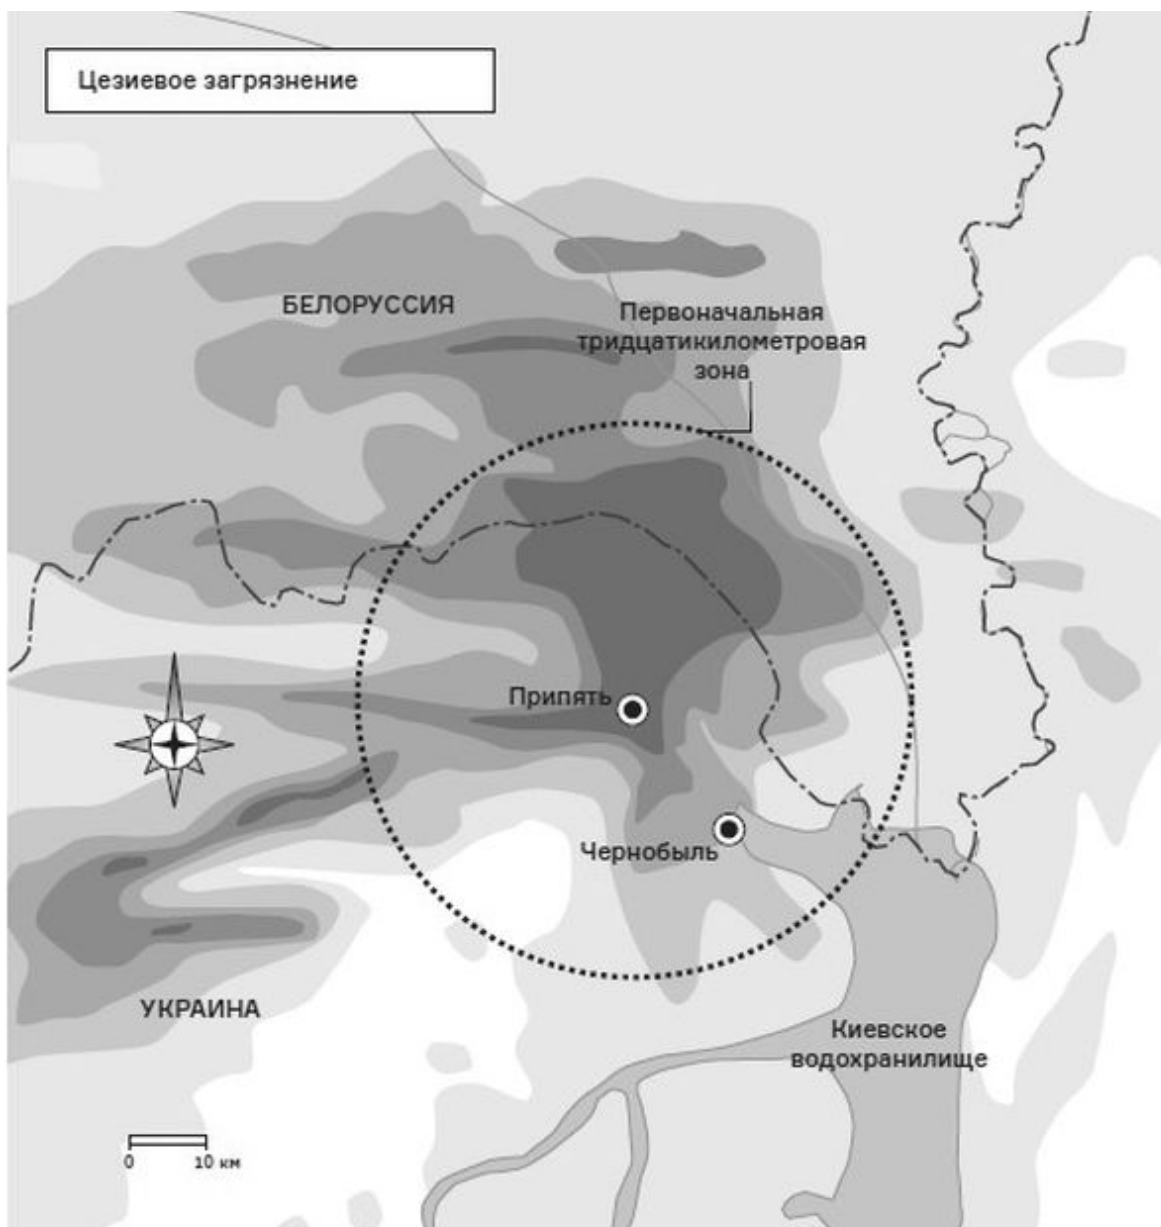 Цезиевое загрязнение
БЕЛОРУССИЯ
Первоначальная
тридцатикилометровая
зона
Припять
Чернобыль
УКРАИНА
Киевское
водохранилище
0 10 км